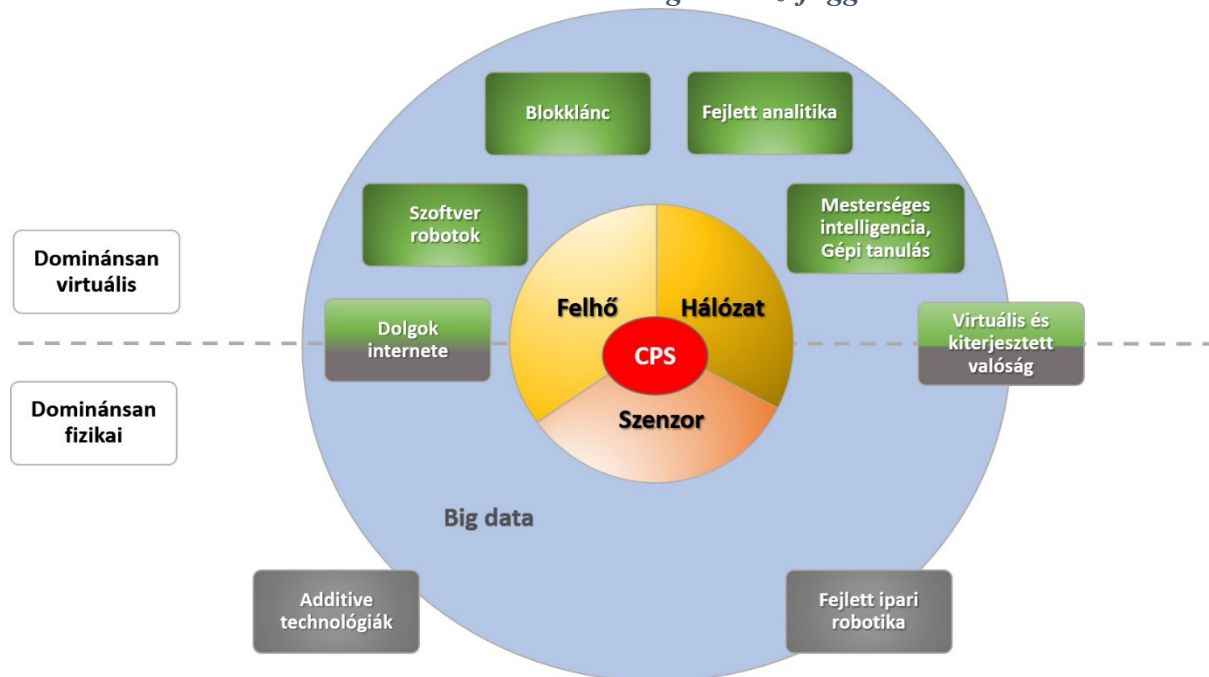 Blokklánc
Fejlett analitika
Szoftver
robotok
Mesterséges
intelligencia,
Gépi tanulás
Dominánsan
virtuális
Felhő
Hálózat
Dolgok
internete
CPS
Virtuális és
kiterjesztett
valóság
Dominánsan
fizikai
Szenzor
Big data
Additive
technológiák
Fejlett ipari
robotika